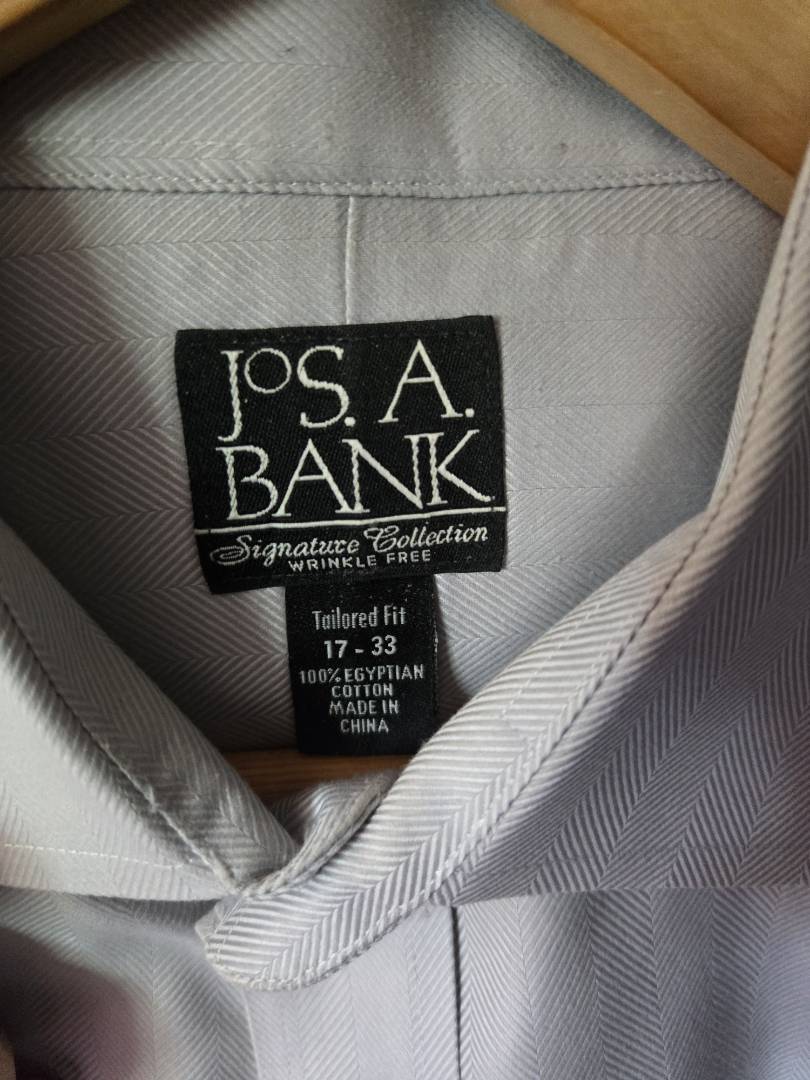 JOS. A.
BANK
Signature Collection
WRINKLE FREE
Tailored Fit
17 - 33
100% EGYPTIAN
COTTON
MADE IN
CHINA